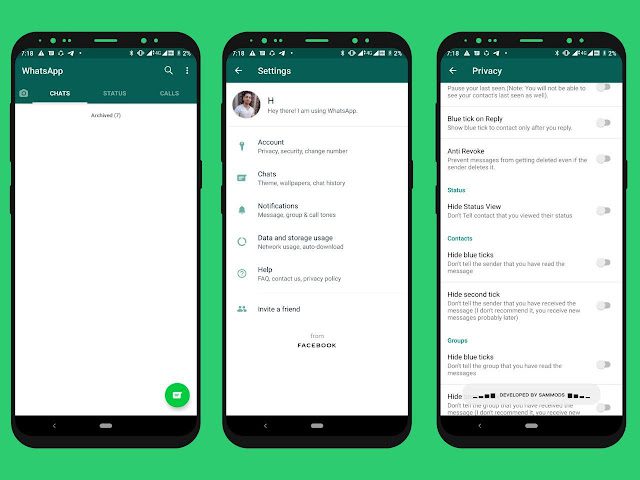 7:18
4G
2%
WhatsApp
CHATS
STATUS
CALLS
Archived (7)
7:18
4G
2%
Settings
H
Hey there! I am using WhatsApp.
Account
Privacy, security, change number
Chats
Theme, wallpapers, chat history
Notifications
Message, group & call tones
Data and storage usage
Network usage, auto-download
Help
FAQ, contact us, privacy policy
Invite a friend
from
FACEBOOK
7:18
4G
2%
Privacy
Pause your last seen.(Note: You will not be able to
see your contact's last seen as well).
Blue tick on Reply
Show blue tick to contact only after you reply.
Anti Revoke
Prevent messages from getting deleted even if the
sender deletes it.
Status
Hide Status View
Don't Tell contact that you viewed their status
Contacts
Hide blue ticks
Don't tell the sender that you have read the
message
Hide second tick
Don't tell the sender that you have received the
message (I don't recommend it, you receive new
messages probably later)
Groups
Hide blue ticks
Don't tell the group that you have read the
message
Hide
DEVELOPED BY SAMMODS
Don't tell the group that you have received the
message (I don't recommend it, you receive new